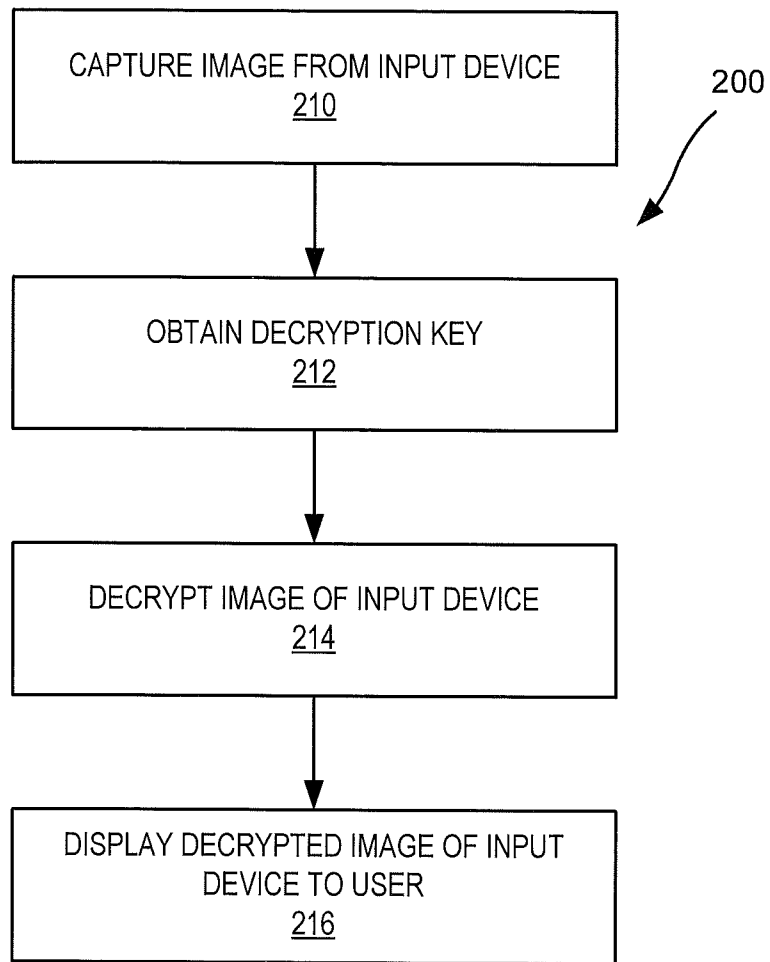 CAPTURE IMAGE FROM INPUT DEVICE
210
200
OBTAIN DECRYPTION KEY
212
DECRYPT IMAGE OF INPUT DEVICE
214
DISPLAY DECRYPTED IMAGE OF INPUT
DEVICE TO USER
216